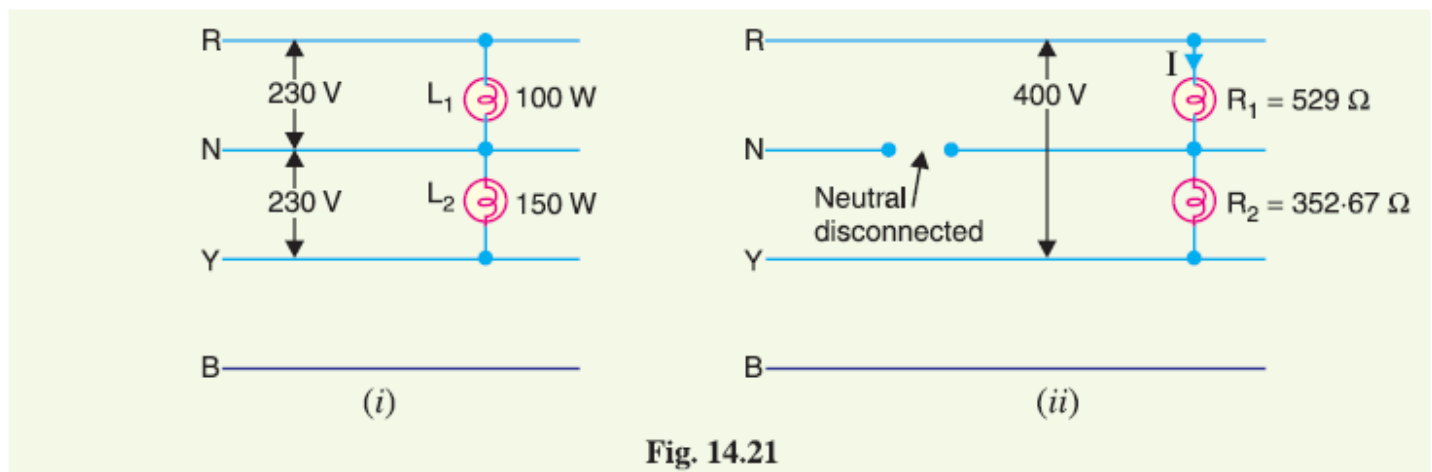 R
230 V
L₁
100 W
N
230 V
L₂
150 W
Y
B
(i)
R
400 V
I
R₁ = 529 Ω
N
Neutral
disconnected
R₂ = 352·67 Ω
Y
B
(ii)
Fig. 14.21